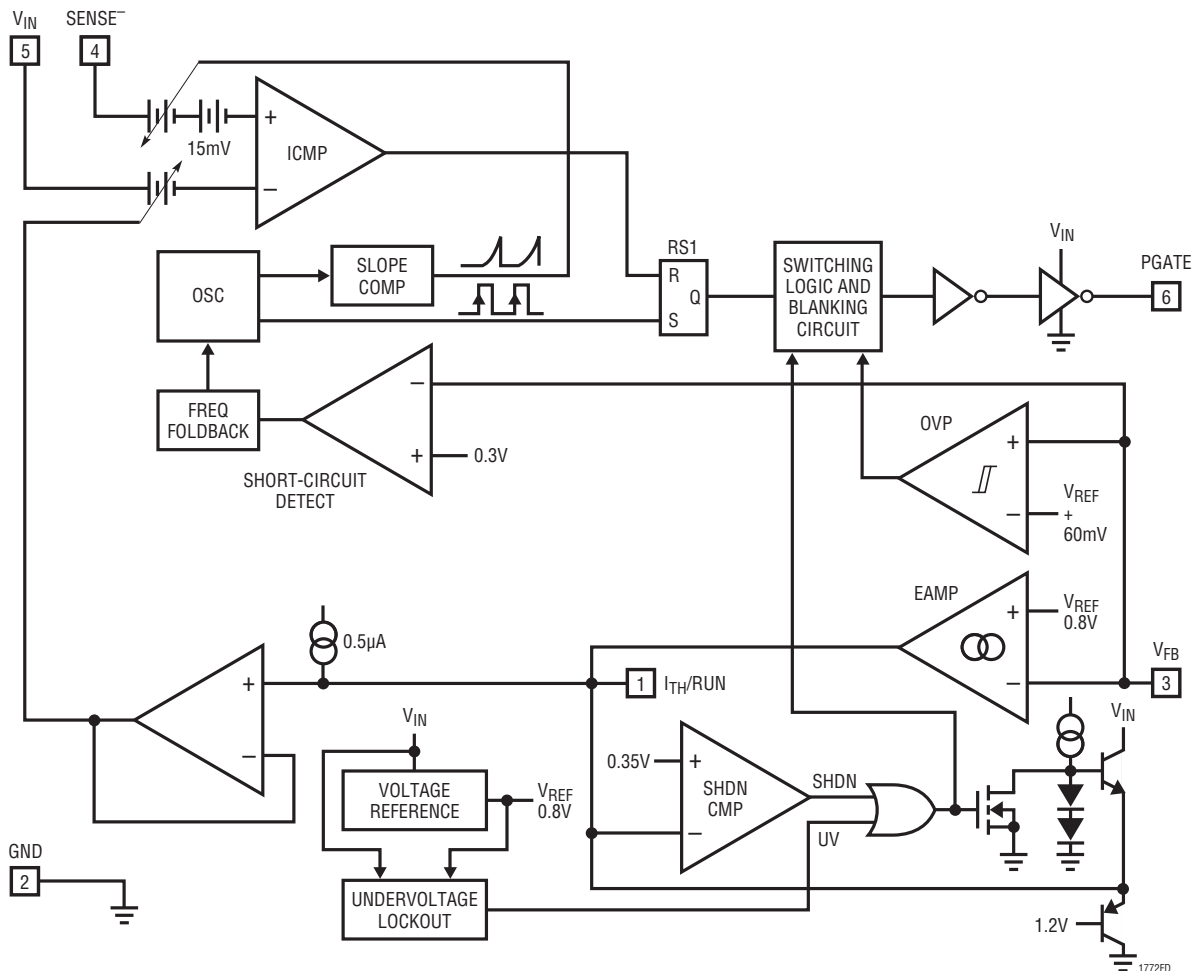 VIN
5
SENSE–
4
15mV
+
ICMP
–
OSC
SLOPE
COMP
RS1
R
Q
S
SWITCHING
LOGIC AND
BLANKING
CIRCUIT
VIN
PGATE
6
FREQ
FOLDBACK
–
+
0.3V
SHORT-CIRCUIT
DETECT
OVP
+
–
VREF
+
60mV
EAMP
+
–
VREF
0.8V
VFB
3
0.5µA
+
–
1
ITH/RUN
VIN
VOLTAGE
REFERENCE
VREF
0.8V
UNDERVOLTAGE
LOCKOUT
0.35V
+
SHDN
CMP
–
SHDN
UV
VIN
1.2V
GND
2
1772FD